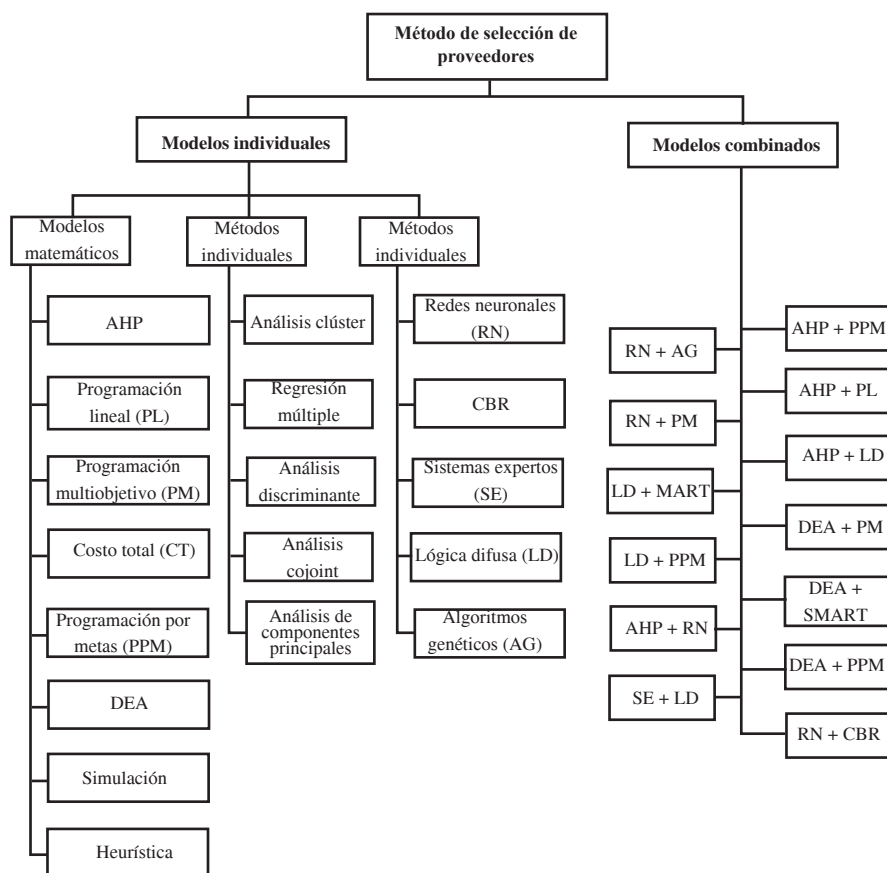 Método de selección de
proveedores
Modelos individuales
Modelos combinados
Modelos
matemáticos
Métodos
individuales
Métodos
individuales
AHP
Programación
lineal (PL)
Programación
multiobjetivo (PM)
Costo total (CT)
Programación por
metas (PPM)
DEA
Simulación
Heurística
Análisis clúster
Regresión
múltiple
Análisis
discriminante
Análisis
cojoint
Análisis de
componentes
principales
Redes neuronales
(RN)
CBR
Sistemas expertos
(SE)
Lógica difusa (LD)
Algoritmos
genéticos (AG)
RN + AG
RN + PM
LD + MART
LD + PPM
AHP + RN
SE + LD
AHP + PPM
AHP + PL
AHP + LD
DEA + PM
DEA +
SMART
DEA + PPM
RN + CBR